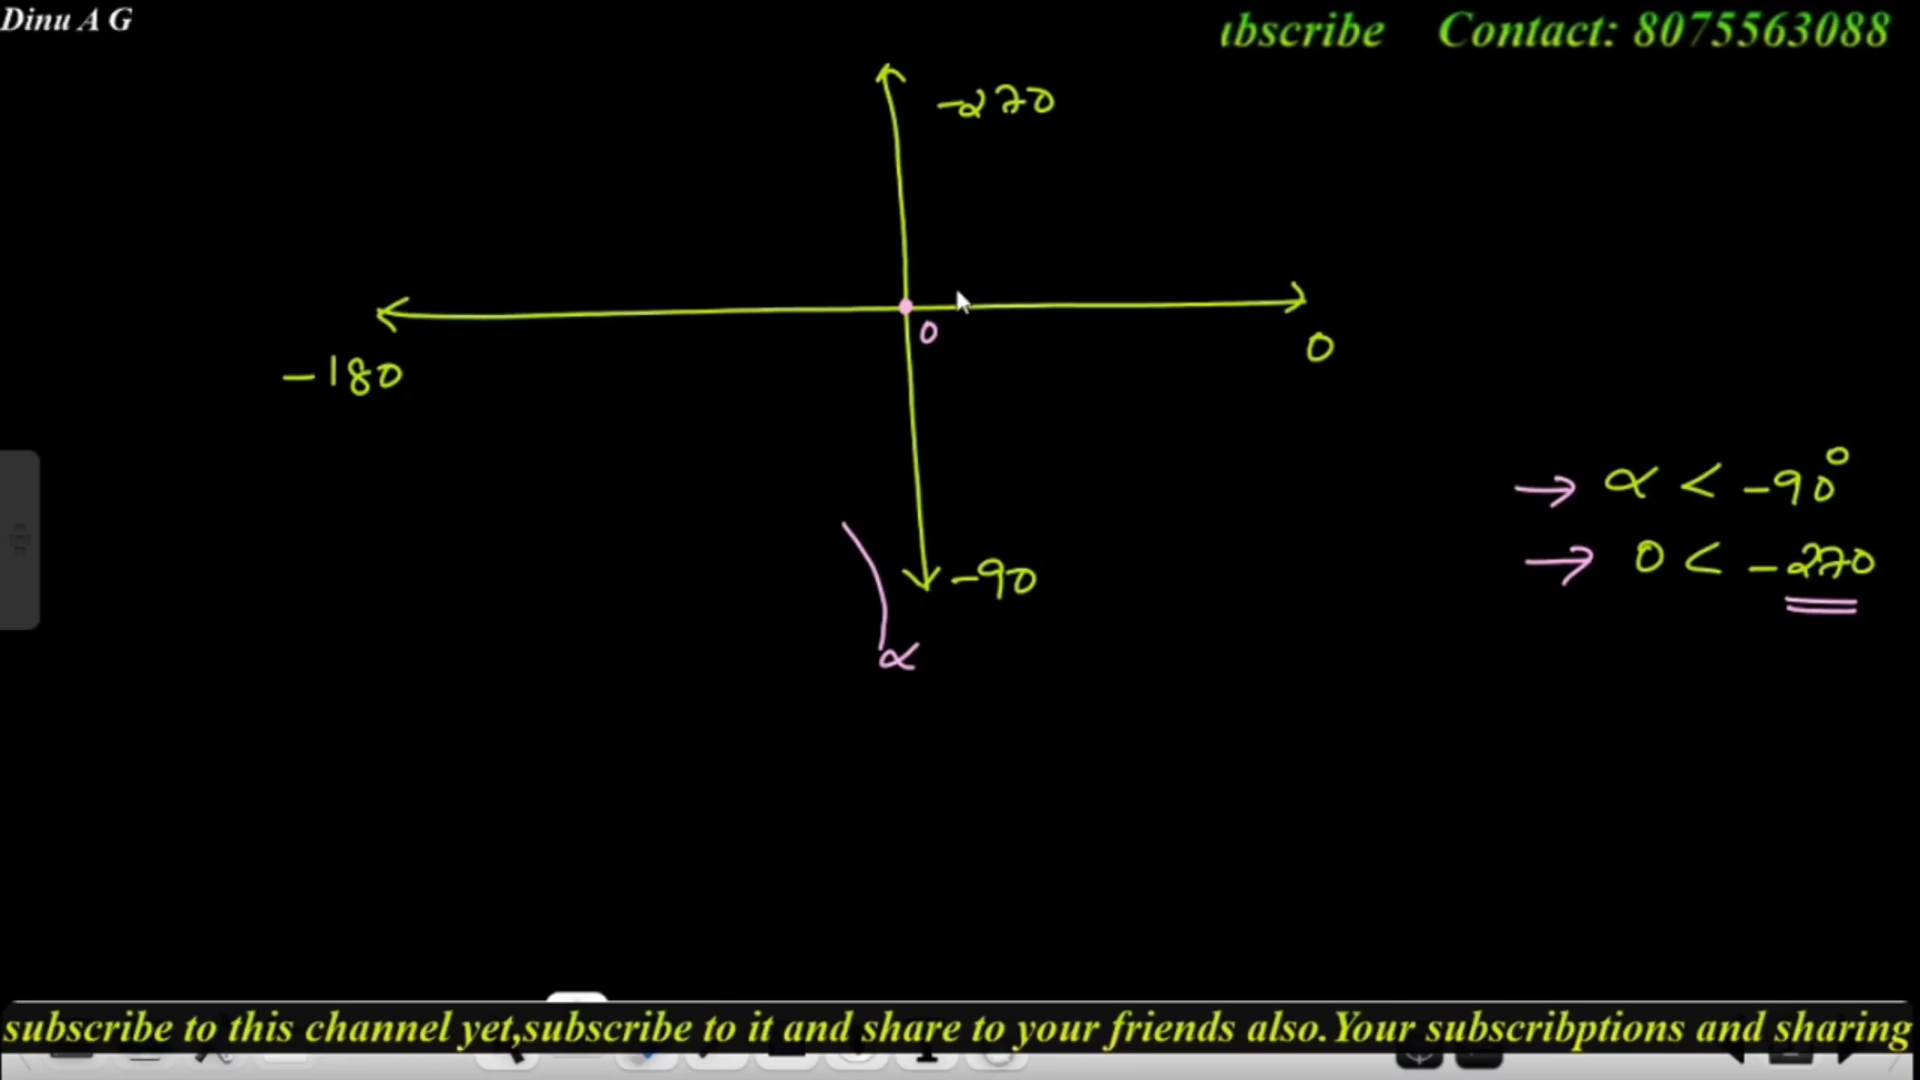 Dinu A G
ubscribe Contact: 8075563088
-270
0
0
-180
→ α < -90°
→ 0 < -270
-90
α
subscribe to this channel yet,subscribe to it and share to your friends also.Your subscribptions and sharing